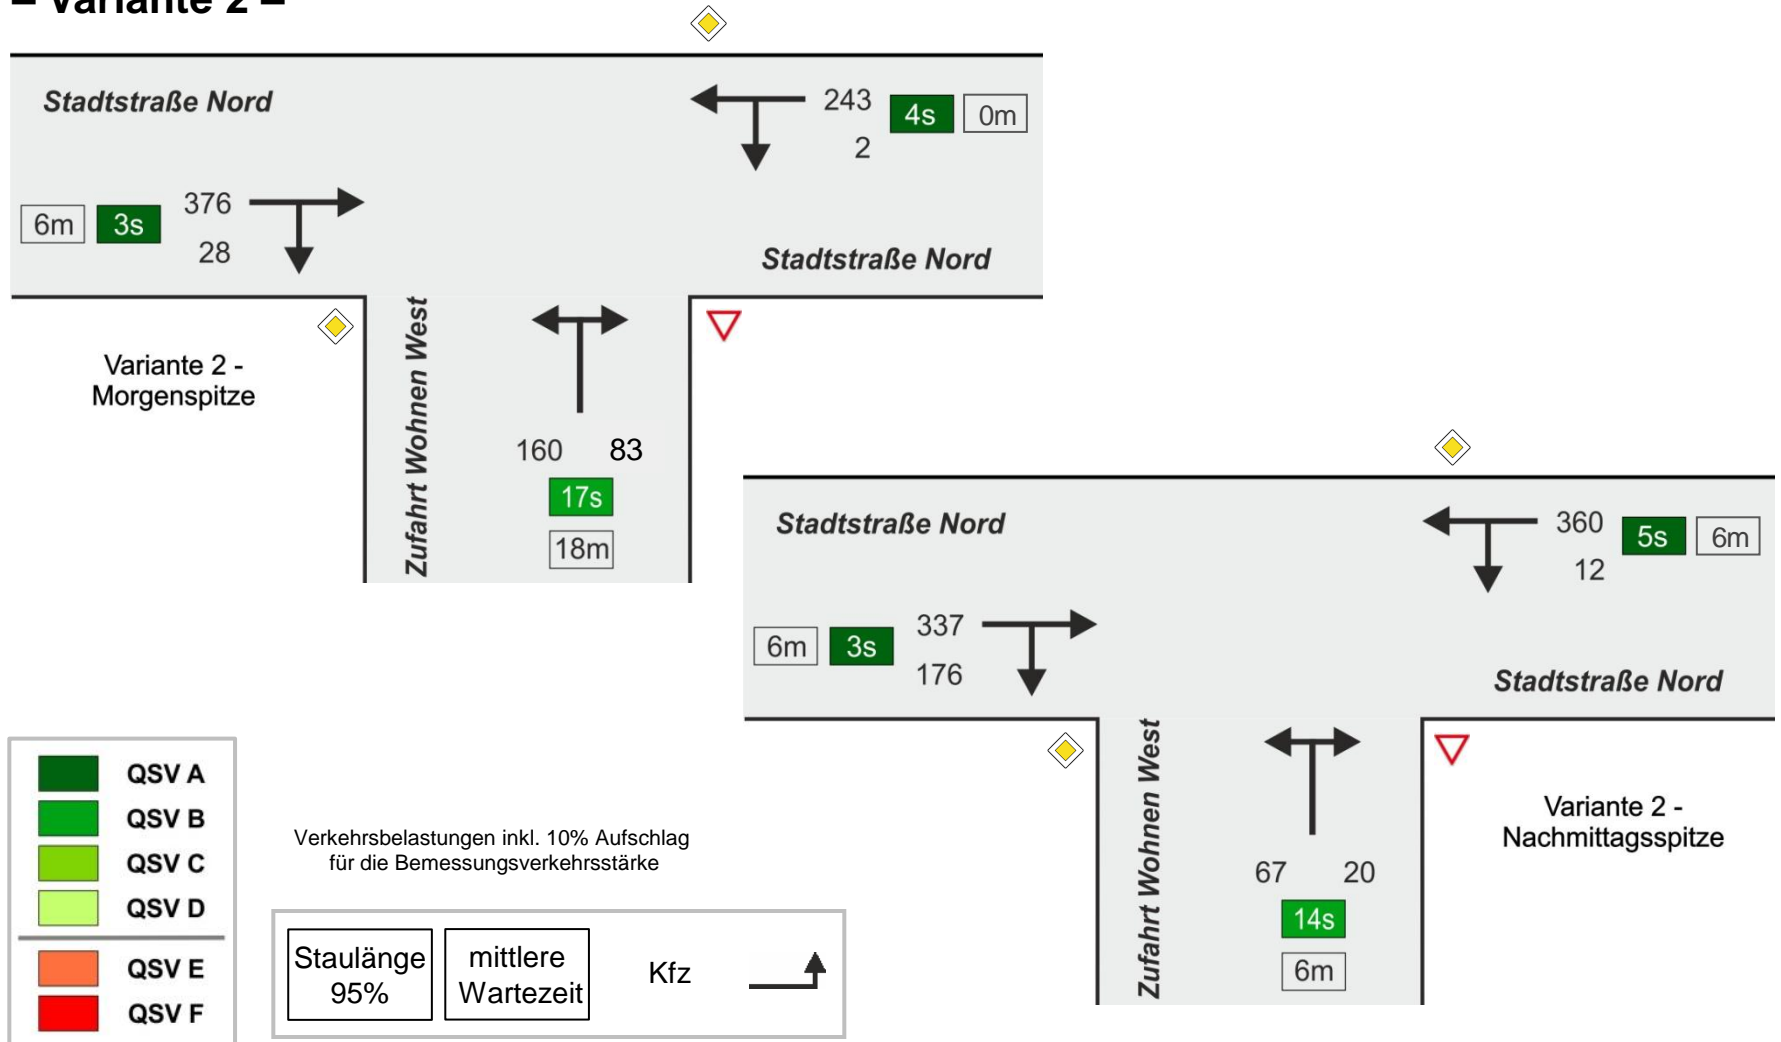 – Variante 2 –
Stadtstraße Nord
243
4s
0m
2
6m
3s
376
28
Stadtstraße Nord
Zufahrt Wohnen West
Variante 2 -
Morgenspitze
160 83
17s
18m
Stadtstraße Nord
360
5s
6m
12
6m
3s
337
176
Stadtstraße Nord
Zufahrt Wohnen West
Variante 2 -
Nachmittagsspitze
67 20
14s
6m
QSV A
QSV B
QSV C
QSV D
QSV E
QSV F
Verkehrsbelastungen inkl. 10% Aufschlag
für die Bemessungsverkehrsstärke
Staulänge
95%
mittlere
Wartezeit
Kfz